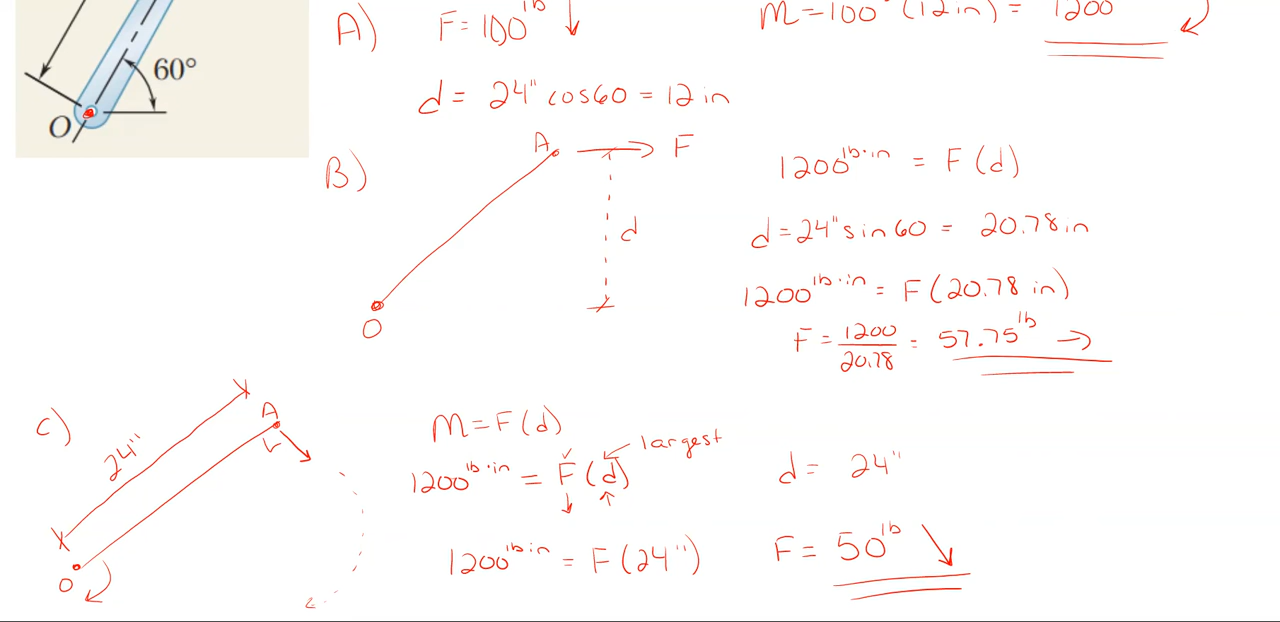 A) F = 100 lb ↓
M = 100 (12 in) = 1200
60°
O
d = 24" cos60 = 12 in
B)
A F
d
O
1200 lb·in = F (d)
d = 24" sin 60 = 20.78 in
1200 lb·in = F (20.78 in)
F = 1200 / 20.78 = 57.75 lb →
C)
24"
A
O
M = F (d)
1200 lb·in = F (d) ← largest
1200 lb in = F (24")
d = 24"
F = 50 lb ↘